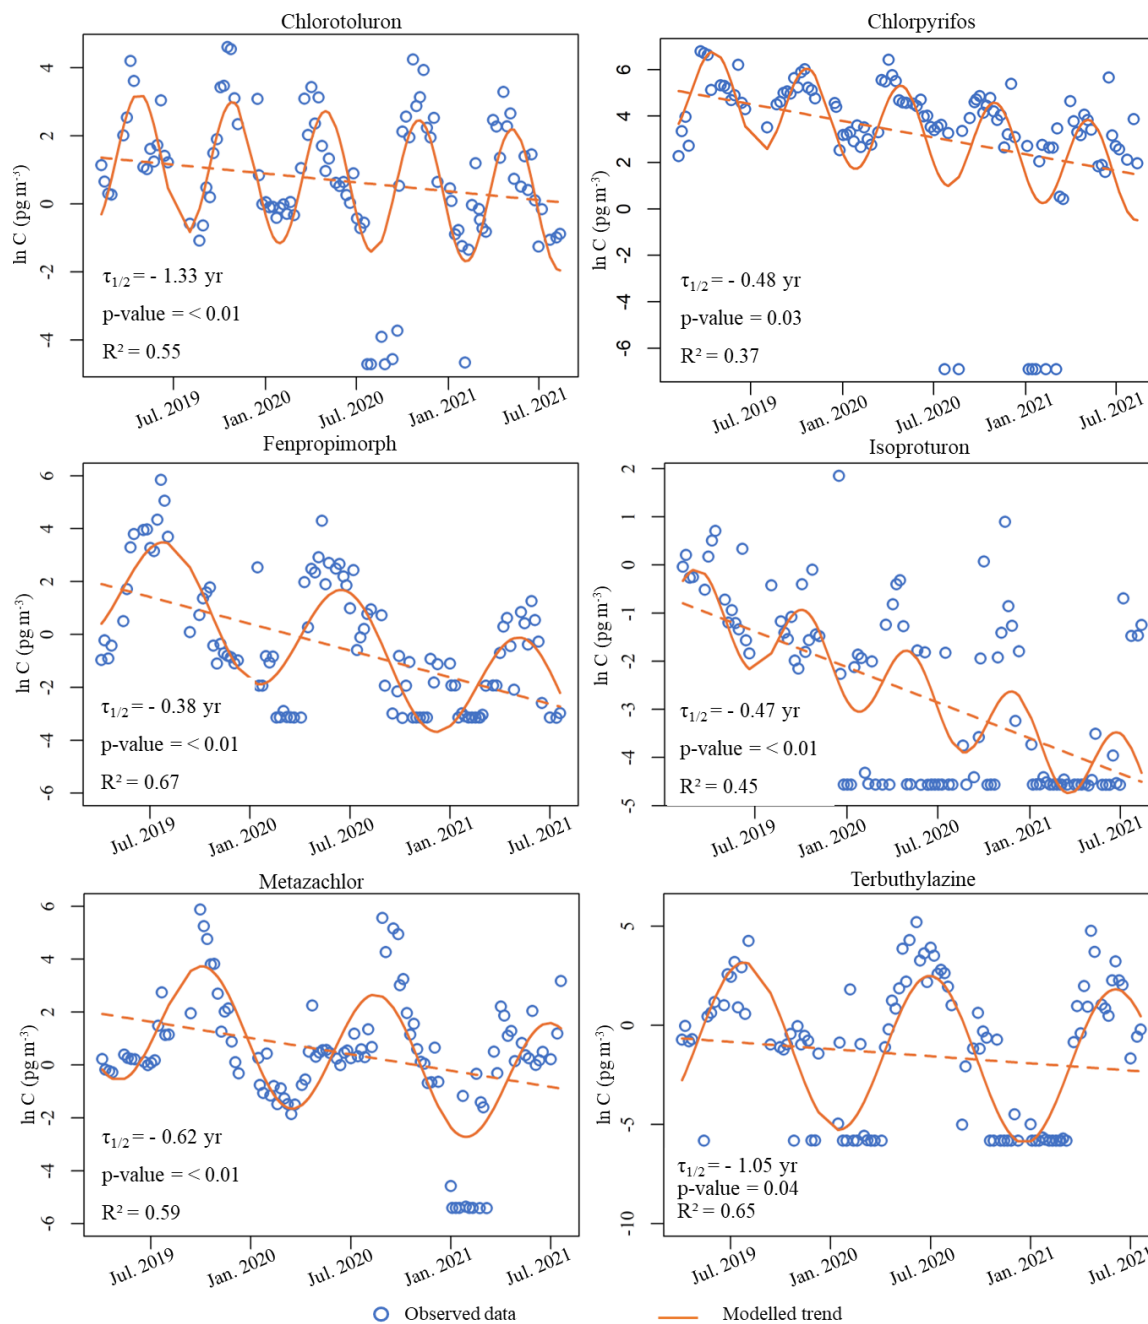 Chlorotoluron
ln C (pg m⁻³)
4
2
0
-2
-4
τ1/2 = - 1.33 yr
p-value = < 0.01
R² = 0.55
Jul. 2019 Jan. 2020 Jul. 2020 Jan. 2021 Jul. 2021
Chlorpyrifos
ln C (pg m⁻³)
6
4
2
0
-2
-4
-6
τ1/2 = - 0.48 yr
p-value = 0.03
R² = 0.37
Jul. 2019 Jan. 2020 Jul. 2020 Jan. 2021 Jul. 2021
Fenpropimorph
ln C (pg m⁻³)
6
4
2
0
-2
-4
-6
τ1/2 = - 0.38 yr
p-value = < 0.01
R² = 0.67
Jul. 2019 Jan. 2020 Jul. 2020 Jan. 2021 Jul. 2021
Isoproturon
ln C (pg m⁻³)
2
1
0
-1
-2
-3
-4
-5
τ1/2 = - 0.47 yr
p-value = < 0.01
R² = 0.45
Jul. 2019 Jan. 2020 Jul. 2020 Jan. 2021 Jul. 2021
Metazachlor
ln C (pg m⁻³)
6
4
2
0
-2
-4
-6
τ1/2 = - 0.62 yr
p-value = < 0.01
R² = 0.59
Jul. 2019 Jan. 2020 Jul. 2020 Jan. 2021 Jul. 2021
Terbuthylazine
ln C (pg m⁻³)
5
0
-5
-10
τ1/2 = - 1.05 yr
p-value = 0.04
R² = 0.65
Jul. 2019 Jan. 2020 Jul. 2020 Jan. 2021 Jul. 2021
Observed data Modelled trend